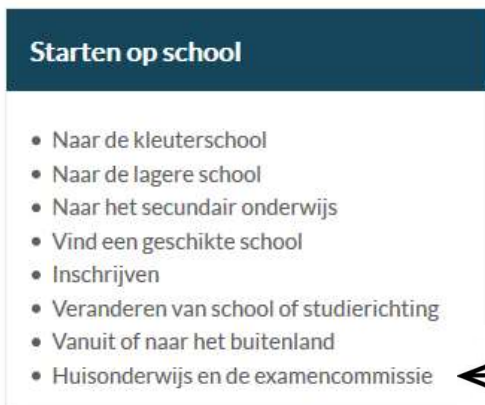 Starten op school
• Naar de kleuterschool
• Naar de lagere school
• Naar het secundair onderwijs
• Vind een geschikte school
• Inschrijven
• Veranderen van school of studierichting
• Vanuit of naar het buitenland
• Huisonderwijs en de examencommissie